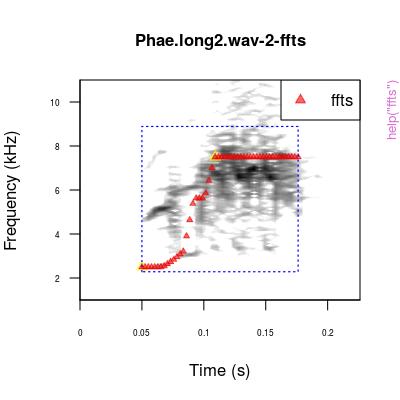 Phae.long2.wav-2-ffts
ffts
help("ffts")
Frequency (kHz)
10
8
6
4
2
0 0.05 0.1 0.15 0.2
Time (s)